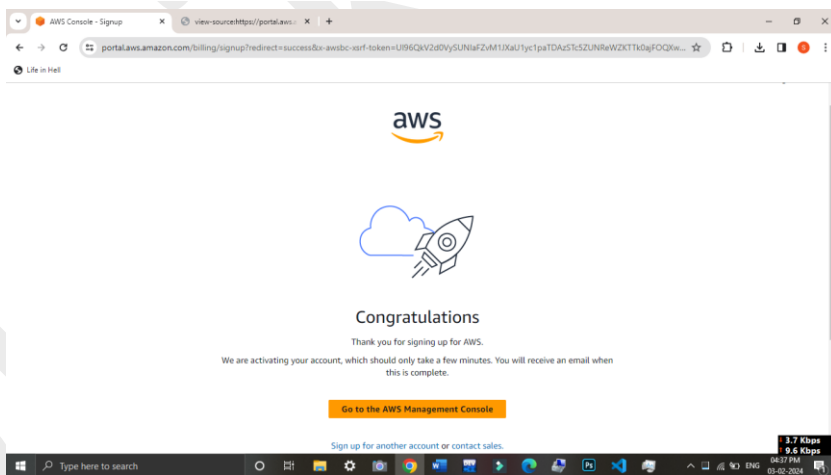 AWS Console - Signup
view-source:https://portal.aws.a
portal.aws.amazon.com/billing/signup?redirect=success&x-awsbc-xsrf-token=
Life in Hell
aws
Congratulations
Thank you for signing up for AWS.
We are activating your account, which should only take a few minutes. You will receive an email when
this is complete.
Go to the AWS Management Console
Sign up for another account or contact sales.
3.7 Kbps
9.6 Kbps
Type here to search
Ps
ENG
04:37 PM
03-02-2024